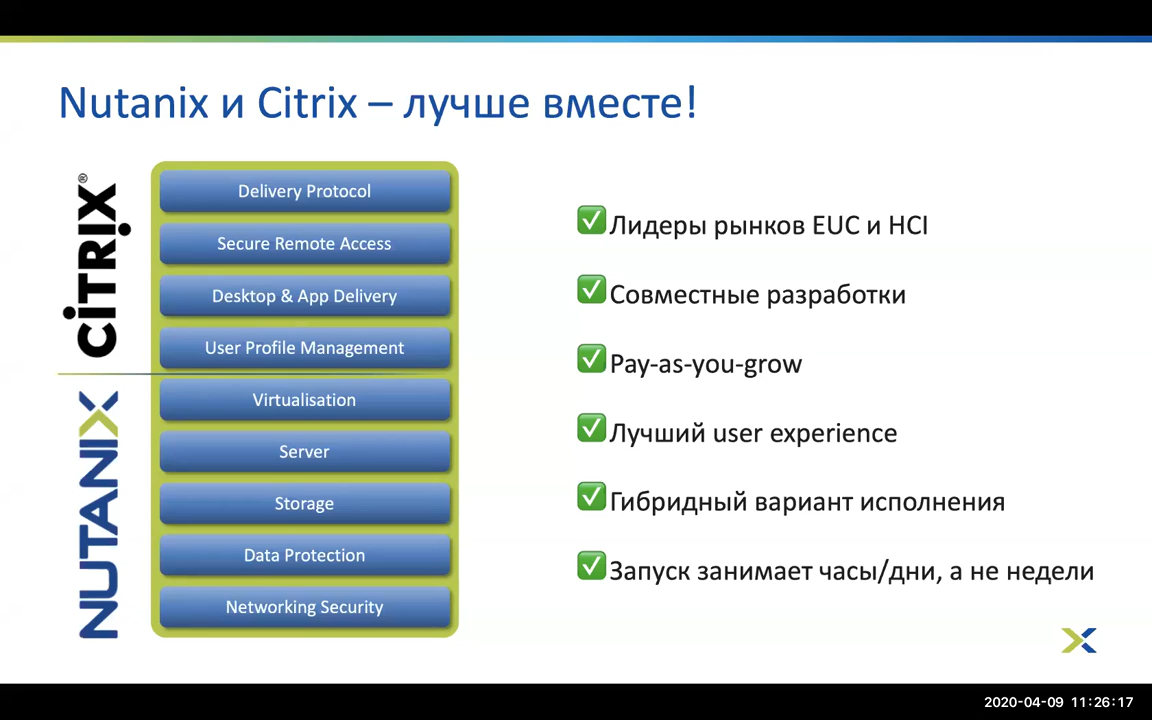 Nutanix и Citrix – лучше вместе!
CİTRIX®
Delivery Protocol
Secure Remote Access
Desktop & App Delivery
User Profile Management
NUTANIX
Virtualisation
Server
Storage
Data Protection
Networking Security
Лидеры рынков EUC и HCI
Совместные разработки
Pay-as-you-grow
Лучший user experience
Гибридный вариант исполнения
Запуск занимает часы/дни, а не недели
2020-04-09 11:26:17